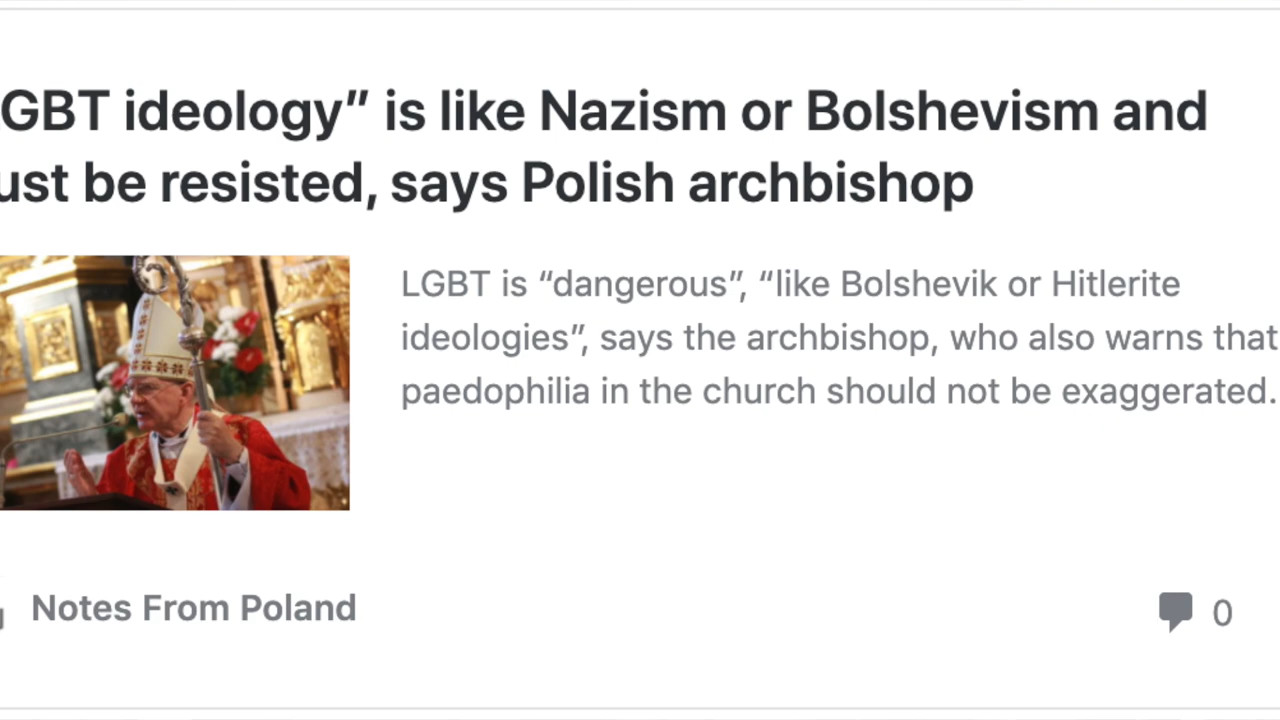 GBT ideology” is like Nazism or Bolshevism and
ust be resisted, says Polish archbishop
LGBT is “dangerous”, “like Bolshevik or Hitlerite
ideologies”, says the archbishop, who also warns that
paedophilia in the church should not be exaggerated.
Notes From Poland
0